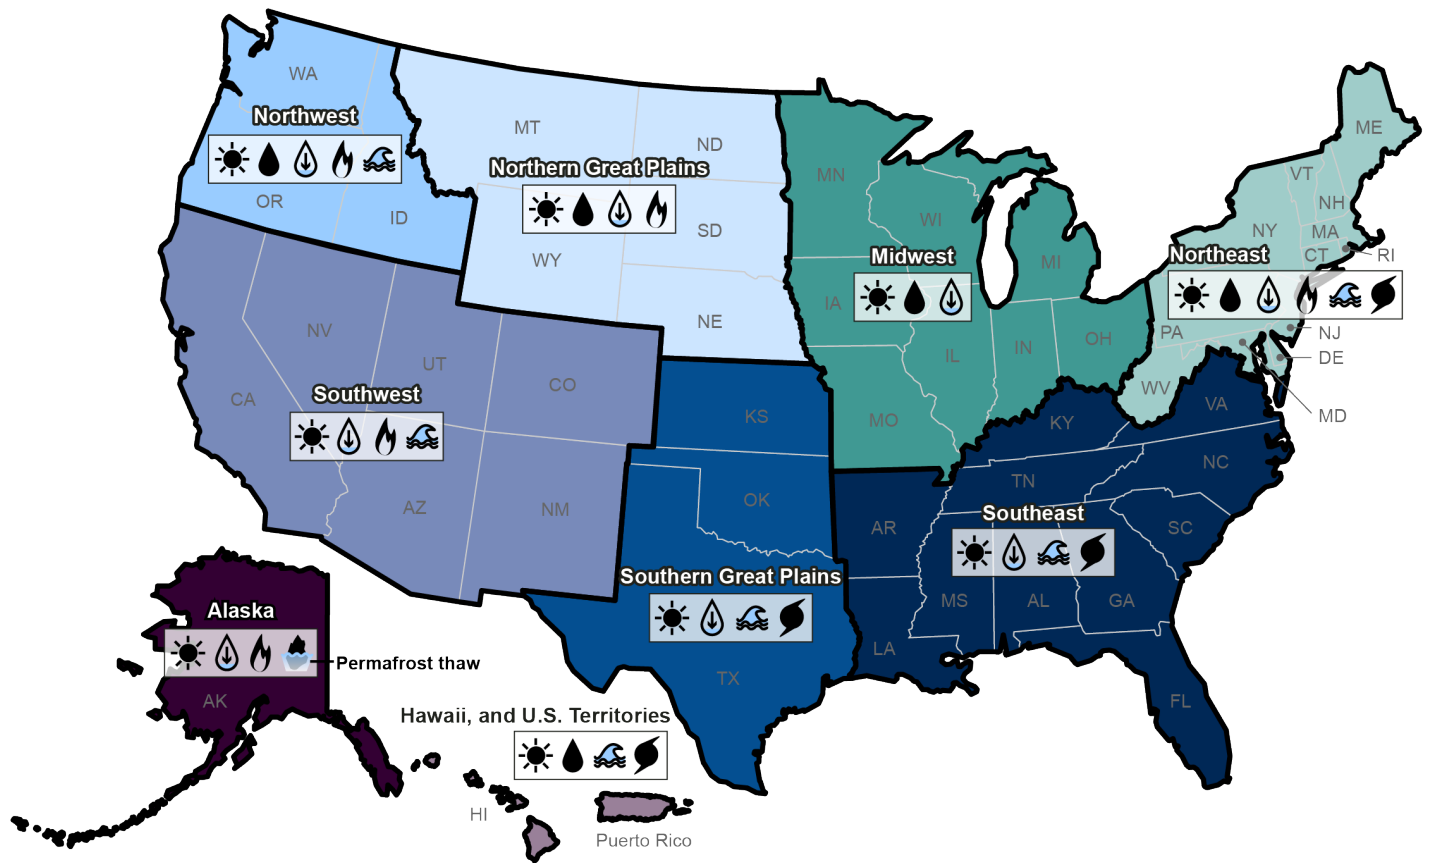 WA
Northwest
OR
ID
MT
ND
Northern Great Plains
SD
WY
NE
MN
WI
MI
Midwest
IA
IL
IN
OH
MO
ME
VT
NH
NY
MA
Northeast
CT
RI
PA
NJ
DE
WV
MD
NV
UT
CO
CA
Southwest
AZ
NM
KS
OK
Southern Great Plains
TX
KY
VA
TN
NC
Southeast
AR
SC
MS
AL
GA
LA
FL
Alaska
Permafrost thaw
AK
Hawaii, and U.S. Territories
HI
Puerto Rico